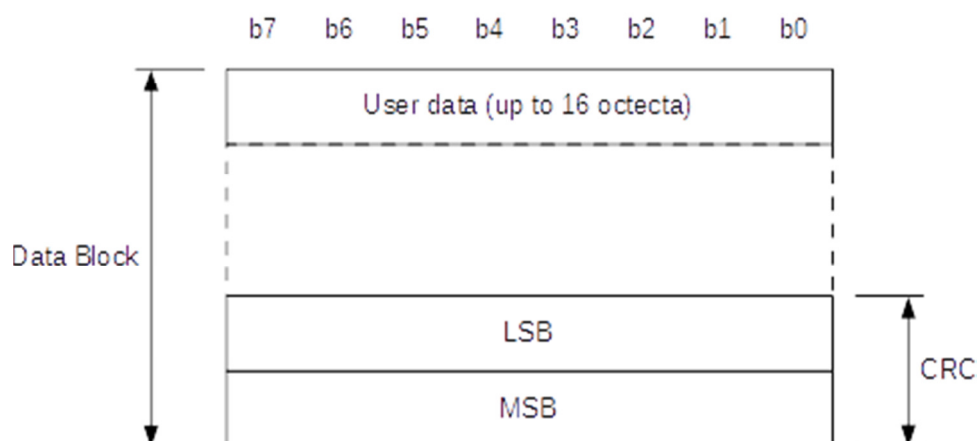 b7 b6 b5 b4 b3 b2 b1 b0
User data (up to 16 octecta)
Data Block
LSB
CRC
MSB